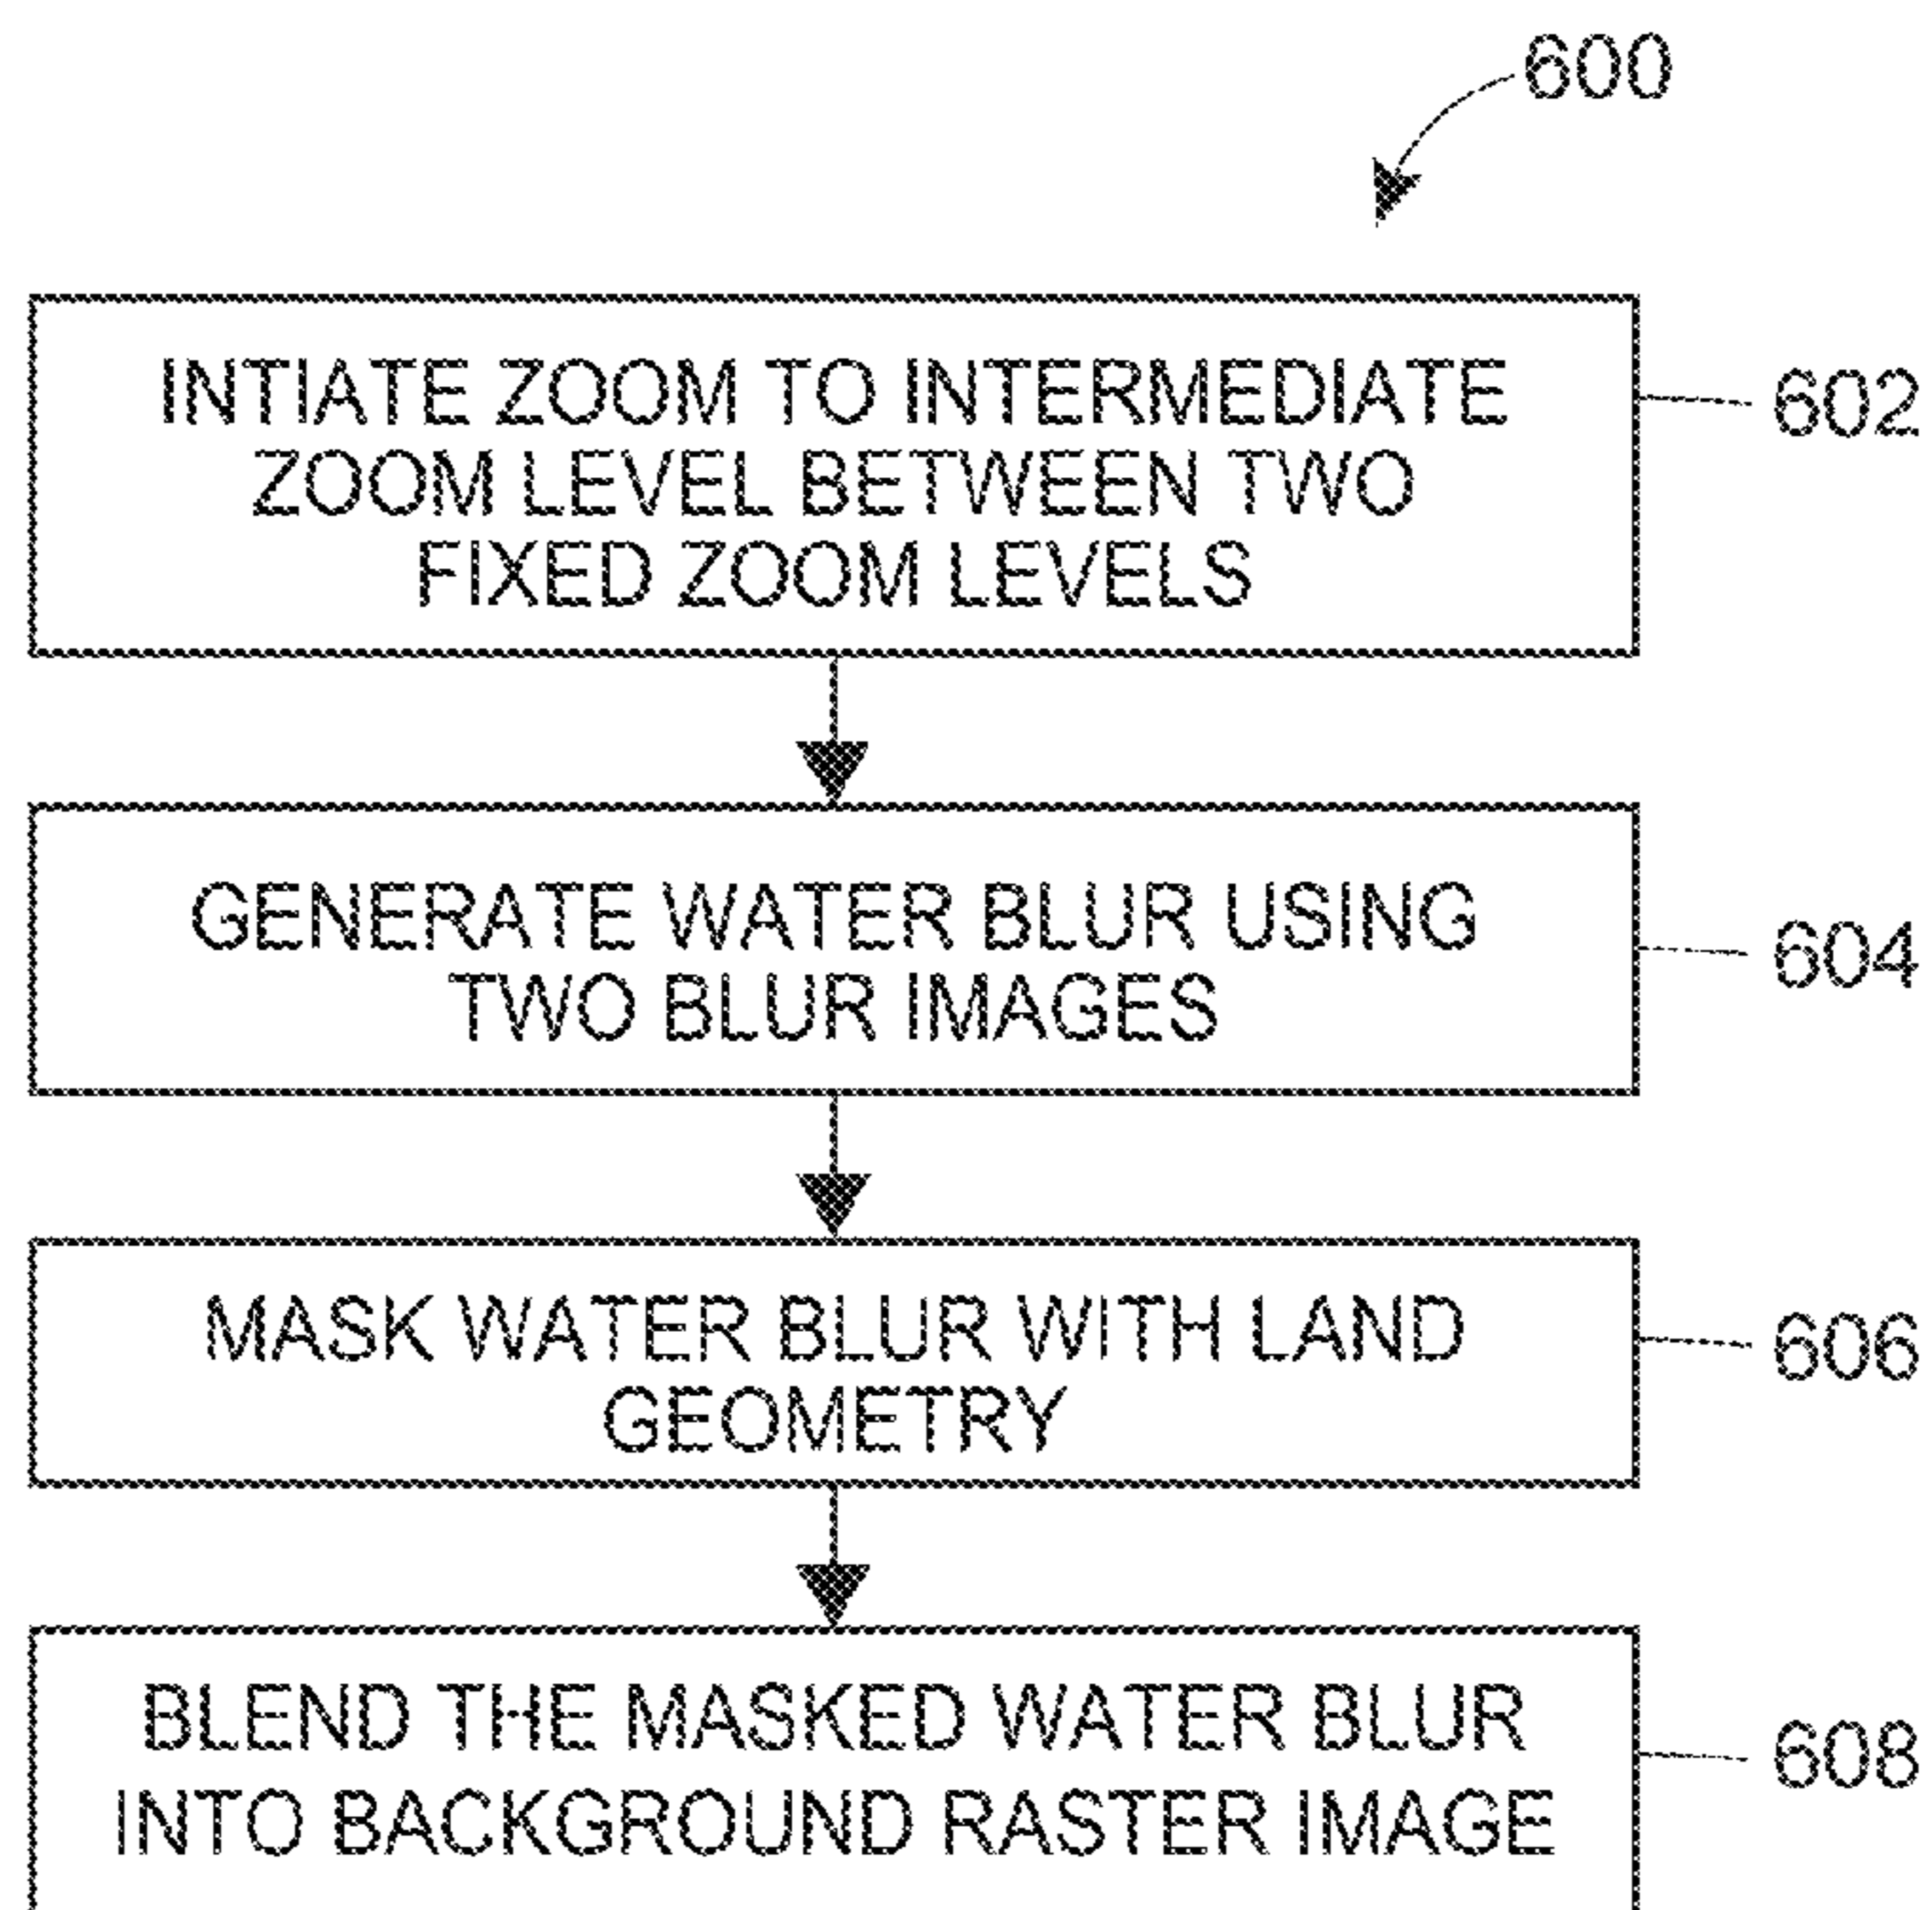 600
INTIATE ZOOM TO INTERMEDIATE
ZOOM LEVEL BETWEEN TWO
FIXED ZOOM LEVELS
602
GENERATE WATER BLUR USING
TWO BLUR IMAGES
604
MASK WATER BLUR WITH LAND
GEOMETRY
606
BLEND THE MASKED WATER BLUR
INTO BACKGROUND RASTER IMAGE
608